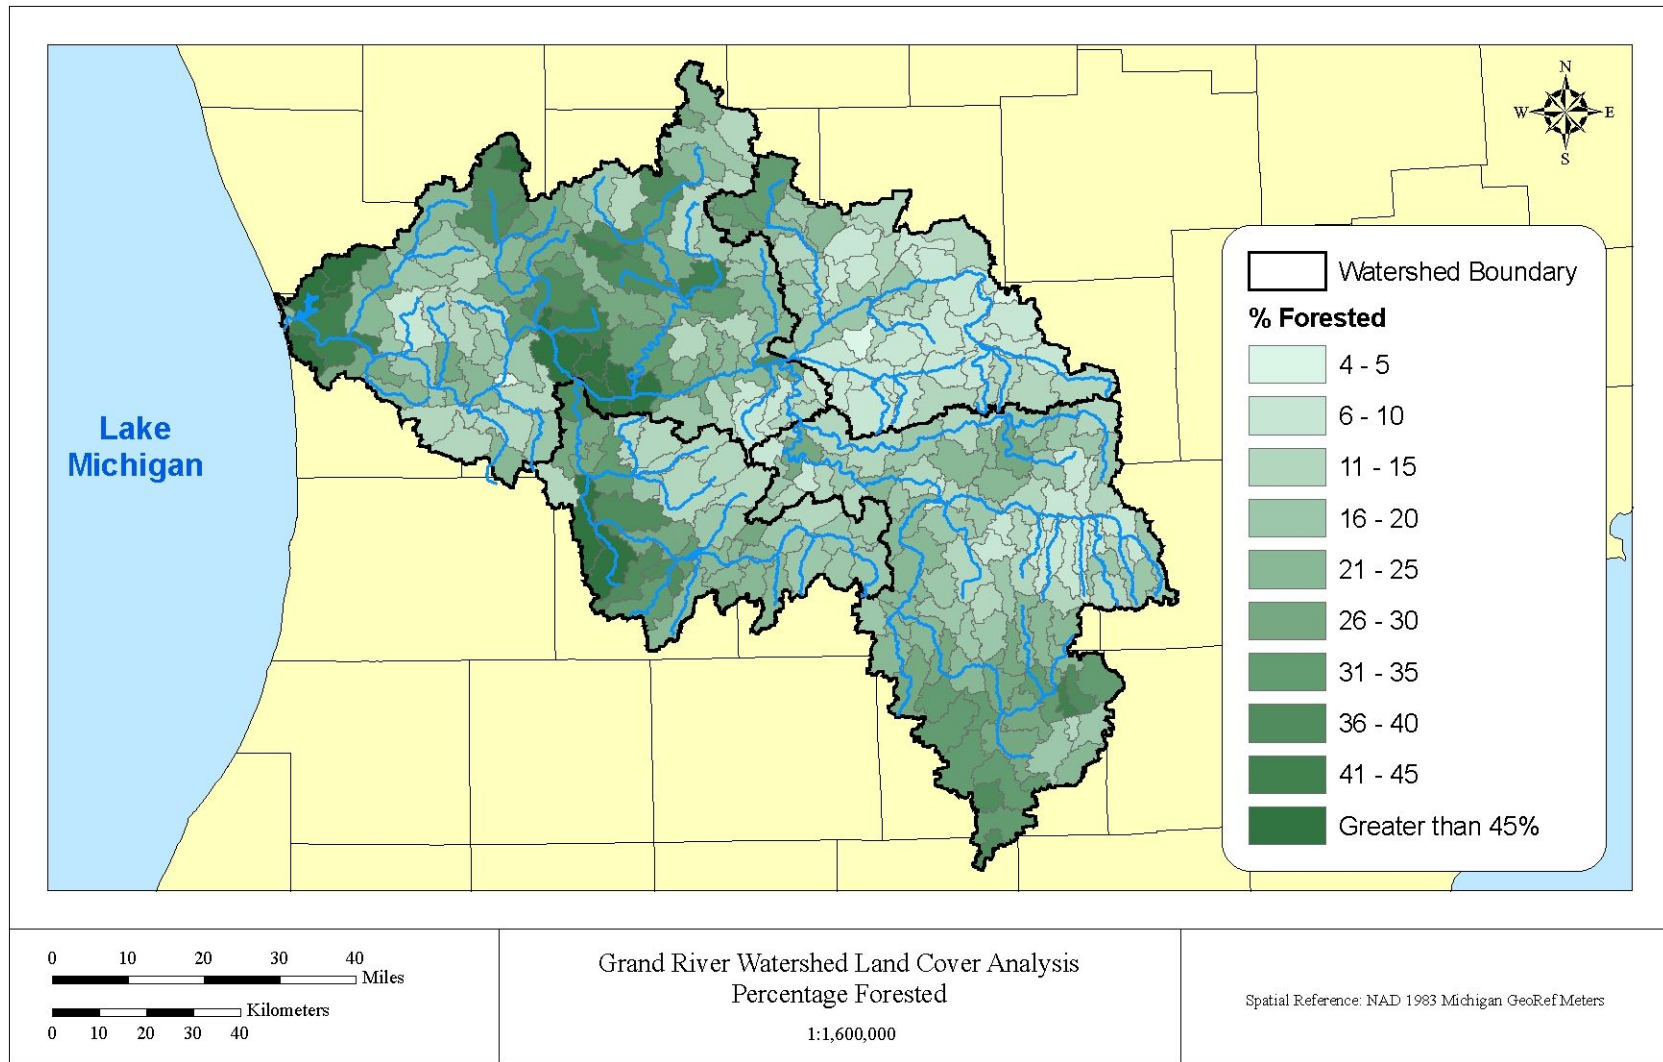 N
W E
S
Lake
Michigan
Watershed Boundary
% Forested
4 - 5
6 - 10
11 - 15
16 - 20
21 - 25
26 - 30
31 - 35
36 - 40
41 - 45
Greater than 45%
0 10 20 30 40
Miles
Kilometers
0 10 20 30 40
Grand River Watershed Land Cover Analysis
Percentage Forested
1:1,600,000
Spatial Reference: NAD 1983 Michigan GeoRef Meters